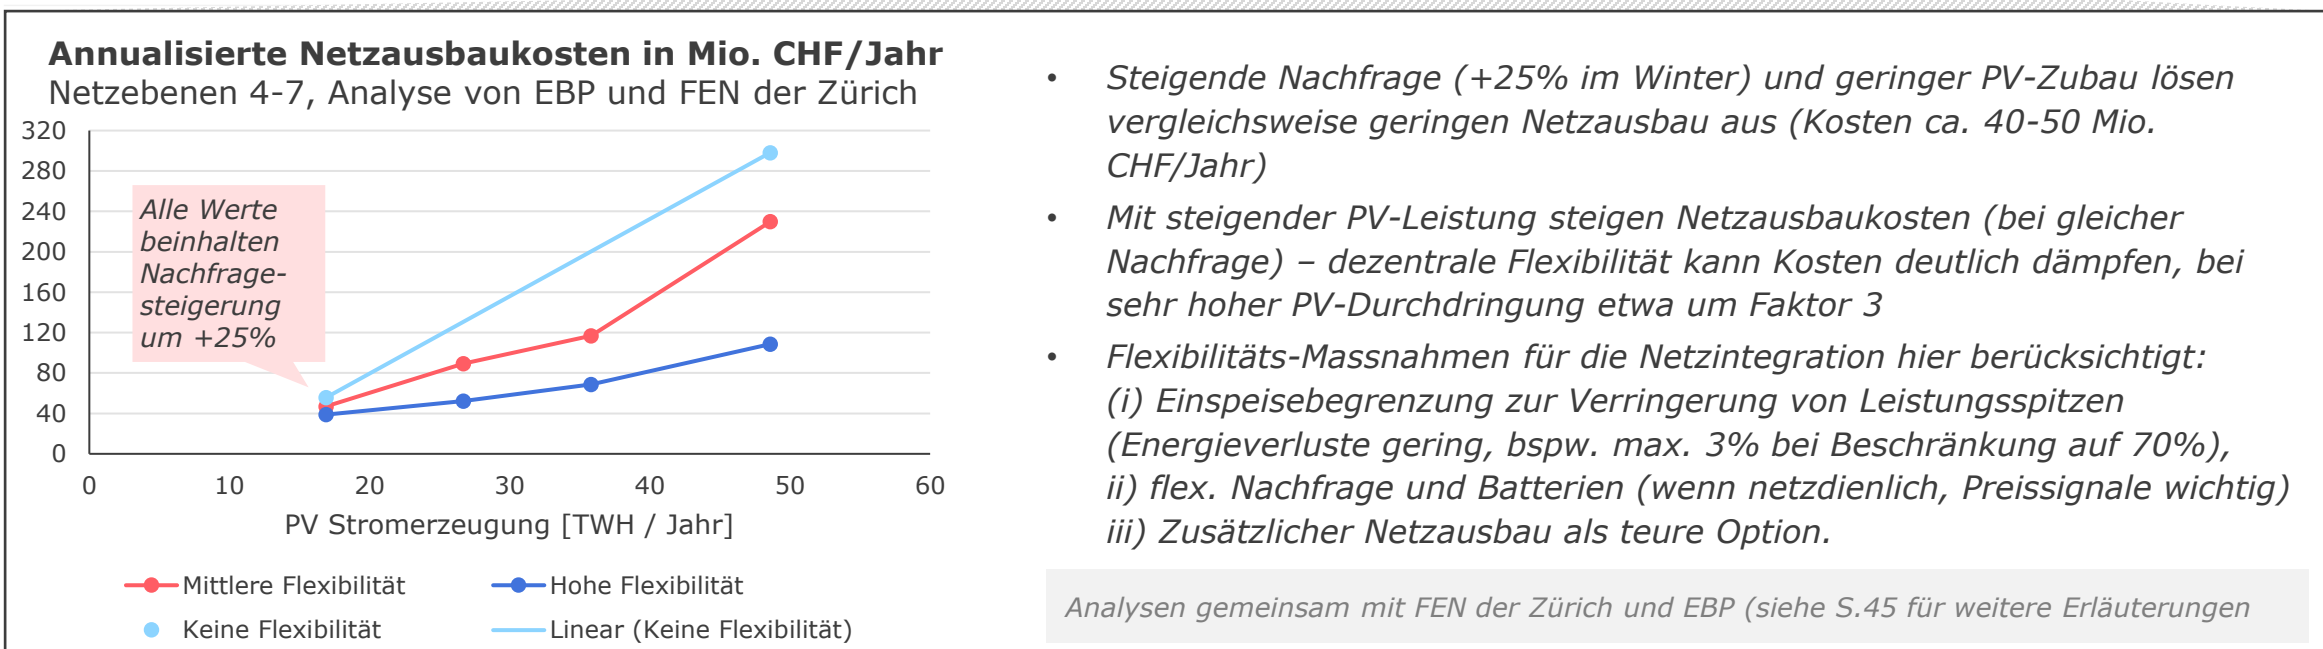 Annualisierte Netzausbaukosten in Mio. CHF/Jahr
Netzebenen 4-7, Analyse von EBP und FEN der Zürich
320
280
240
200
160
120
80
40
0
Alle Werte
beinhalten
Nachfrage-
steigerung
um +25%
0 10 20 30 40 50 60
PV Stromerzeugung [TWH / Jahr]
Mittlere Flexibilität
Hohe Flexibilität
Keine Flexibilität
Linear (Keine Flexibilität)
• Steigende Nachfrage (+25% im Winter) und geringer PV-Zubau lösen
vergleichsweise geringen Netzausbau aus (Kosten ca. 40-50 Mio.
CHF/Jahr)
• Mit steigender PV-Leistung steigen Netzausbaukosten (bei gleicher
Nachfrage) – dezentrale Flexibilität kann Kosten deutlich dämpfen, bei
sehr hoher PV-Durchdringung etwa um Faktor 3
• Flexibilitäts-Massnahmen für die Netzintegration hier berücksichtigt:
(i) Einspeisebegrenzung zur Verringerung von Leistungsspitzen
(Energieverluste gering, bspw. max. 3% bei Beschränkung auf 70%),
ii) flex. Nachfrage und Batterien (wenn netzdienlich, Preissignale wichtig)
iii) Zusätzlicher Netzausbau als teure Option.
Analysen gemeinsam mit FEN der Zürich und EBP (siehe S.45 für weitere Erläuterungen